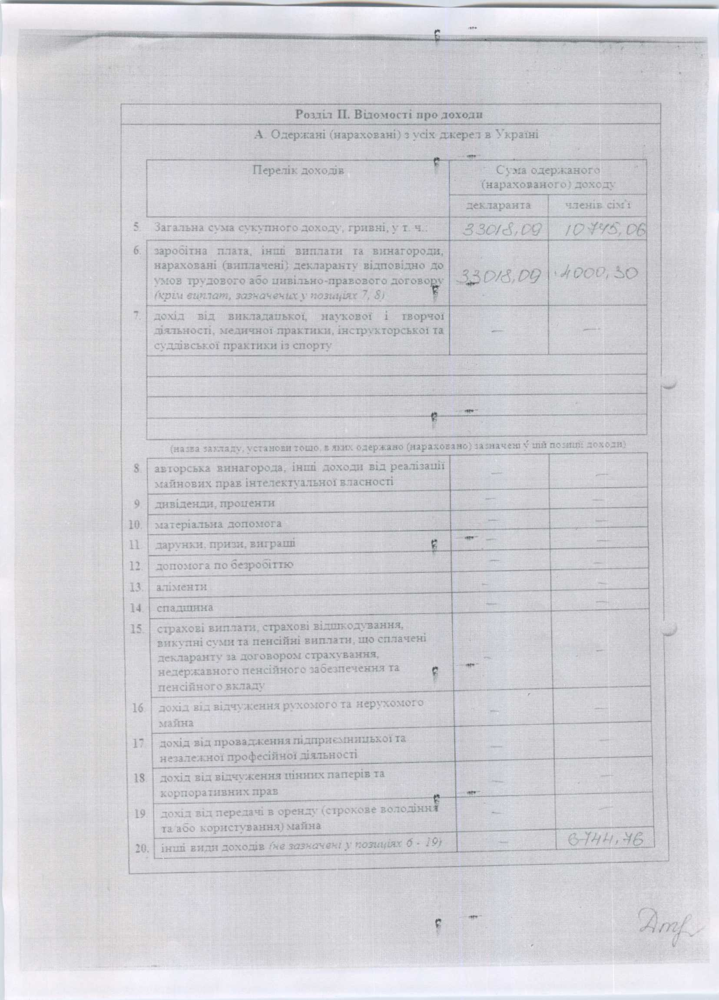 Розділ II. Відомості про доходи
А. Одержані (нараховані) з усіх джерел в Україні
Перелік доходів
Сума одержаного
(нарахованого) доходу
декларанта
членів сім'ї
5. Загальна сума сукупного доходу, гривні, у т. ч.: 33018,09 10745,06
6. заробітна плата, інші виплати та винагороди,
нараховані (виплачені) декларанту відповідно до
умов трудового або цивільно-правового договору
(крім виплат, зазначених у позиціях 7, 8)
33018,09 4000,30
7. дохід від викладацької, наукової і творчої
діяльності, медичної практики, інструкторської та
суддівської практики із спорту
— —
(назва закладу, установи тощо, в яких одержано (нараховано) зазначені у цій позиції доходи)
8. авторська винагорода, інші доходи від реалізації
майнових прав інтелектуальної власності
— —
9 дивіденди, проценти — —
10. матеріальна допомога — —
11 дарунки, призи, виграші — —
12. допомога по безробіттю — —
13. аліменти — —
14. спадщина — —
15. страхові виплати, страхові відшкодування,
викупні суми та пенсійні виплати, що сплачені
декларанту за договором страхування,
недержавного пенсійного забезпечення та
пенсійного вкладу
— —
16. дохід від відчуження рухомого та нерухомого
майна
— —
17. дохід від провадження підприємницької та
незалежної професійної діяльності
— —
18. дохід від відчуження цінних паперів та
корпоративних прав
— —
19 дохід від передачі в оренду (строкове володіння
та/або користування) майна
— —
20. інші види доходів (не зазначені у позиціях 6 - 19) — 6744,76